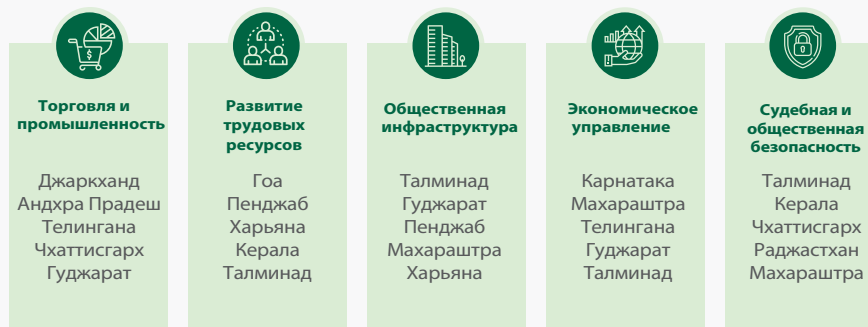 Торговля и
промышленность
Джаркханд
Андхра Прадеш
Телингана
Чхаттисгарх
Гуджарат
Развитие
трудовых
ресурсов
Гоа
Пенджаб
Харьяна
Керала
Талминад
Общественная
инфраструктура
Талминад
Гуджарат
Пенджаб
Махараштра
Харьяна
Экономическое
управление
Карнатака
Махараштра
Телингана
Гуджарат
Талминад
Судебная и
общественная
безопасность
Талминад
Керала
Чхаттисгарх
Раджастхан
Махараштра